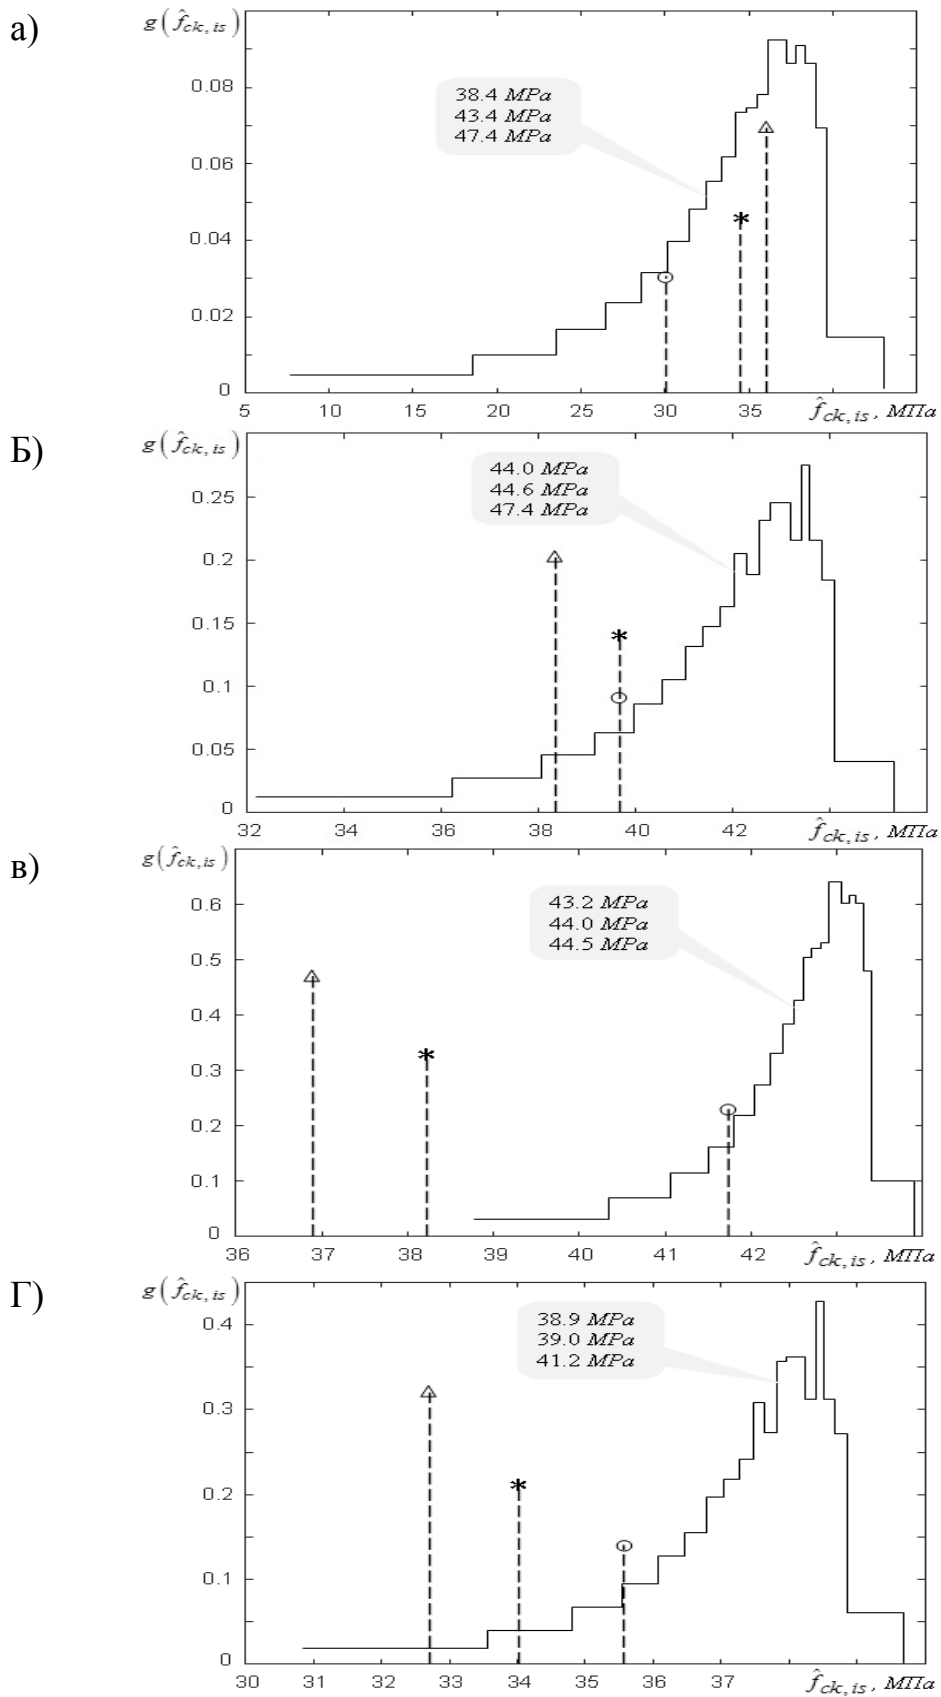 а)
g(f̂ck,is)
38.4 MPa
43.4 MPa
47.4 MPa
0.08
0.06
0.04
0.02
0
5 10 15 20 25 30 35 f̂ck,is, МПа
Б)
g(f̂ck,is)
44.0 MPa
44.6 MPa
47.4 MPa
0.25
0.2
0.15
0.1
0.05
0
32 34 36 38 40 42 f̂ck,is, МПа
в)
g(f̂ck,is)
43.2 MPa
44.0 MPa
44.5 MPa
0.6
0.5
0.4
0.3
0.2
0.1
0
36 37 38 39 40 41 42 f̂ck,is, МПа
Г)
g(f̂ck,is)
38.9 MPa
39.0 MPa
41.2 MPa
0.4
0.3
0.2
0.1
0
30 31 32 33 34 35 36 37 f̂ck,is, МПа